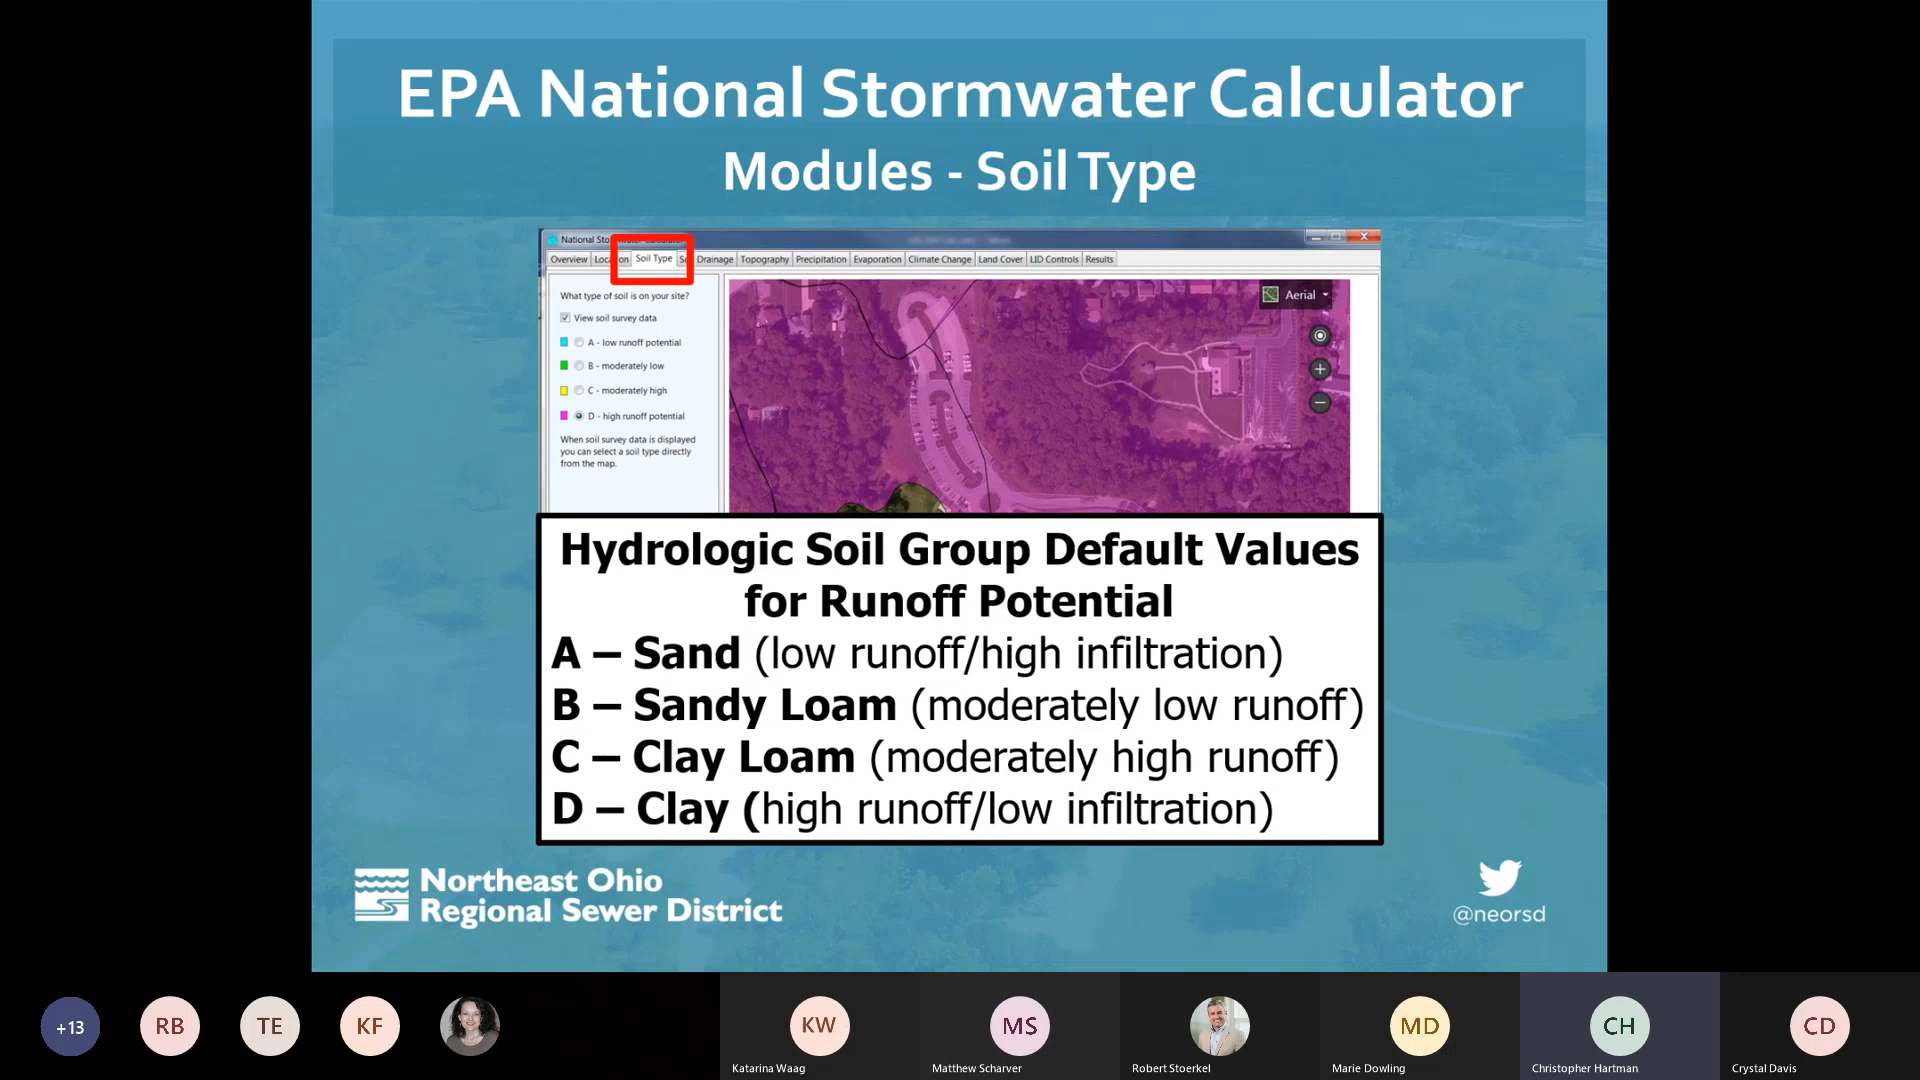 EPA National Stormwater Calculator
Modules - Soil Type
National Stormwater Calculator
Overview Location Soil Type Soil Drainage Topography Precipitation Evaporation Climate Change Land Cover LID Controls Results
What type of soil is on your site?
View soil survey data
A - low runoff potential
B - moderately low
C - moderately high
D - high runoff potential
When soil survey data is displayed
you can select a soil type directly
from the map.
Aerial
Hydrologic Soil Group Default Values
for Runoff Potential
A – Sand (low runoff/high infiltration)
B – Sandy Loam (moderately low runoff)
C – Clay Loam (moderately high runoff)
D – Clay (high runoff/low infiltration)
Northeast Ohio
Regional Sewer District
@neorsd
+13 RB TE KF KW MS MD CH CD
Katarina Waag Matthew Scharver Robert Stoerkel Marie Dowling Christopher Hartman Crystal Davis